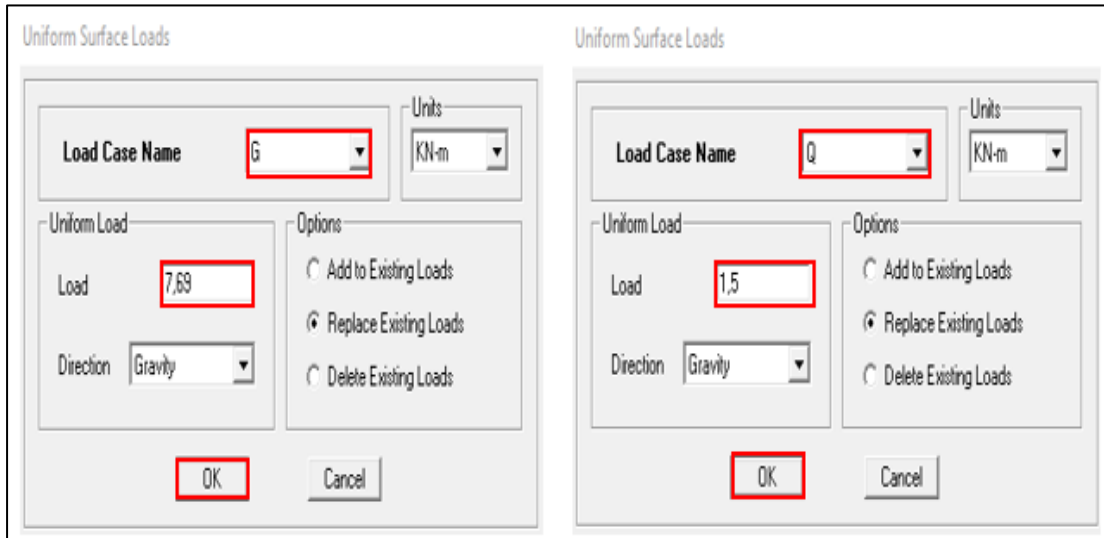 Uniform Surface Loads
Load Case Name G
Units
KN-m
Uniform Load
Load 7,69
Direction Gravity
Options
Add to Existing Loads
Replace Existing Loads
Delete Existing Loads
OK Cancel
Uniform Surface Loads
Load Case Name Q
Units
KN-m
Uniform Load
Load 1,5
Direction Gravity
Options
Add to Existing Loads
Replace Existing Loads
Delete Existing Loads
OK Cancel